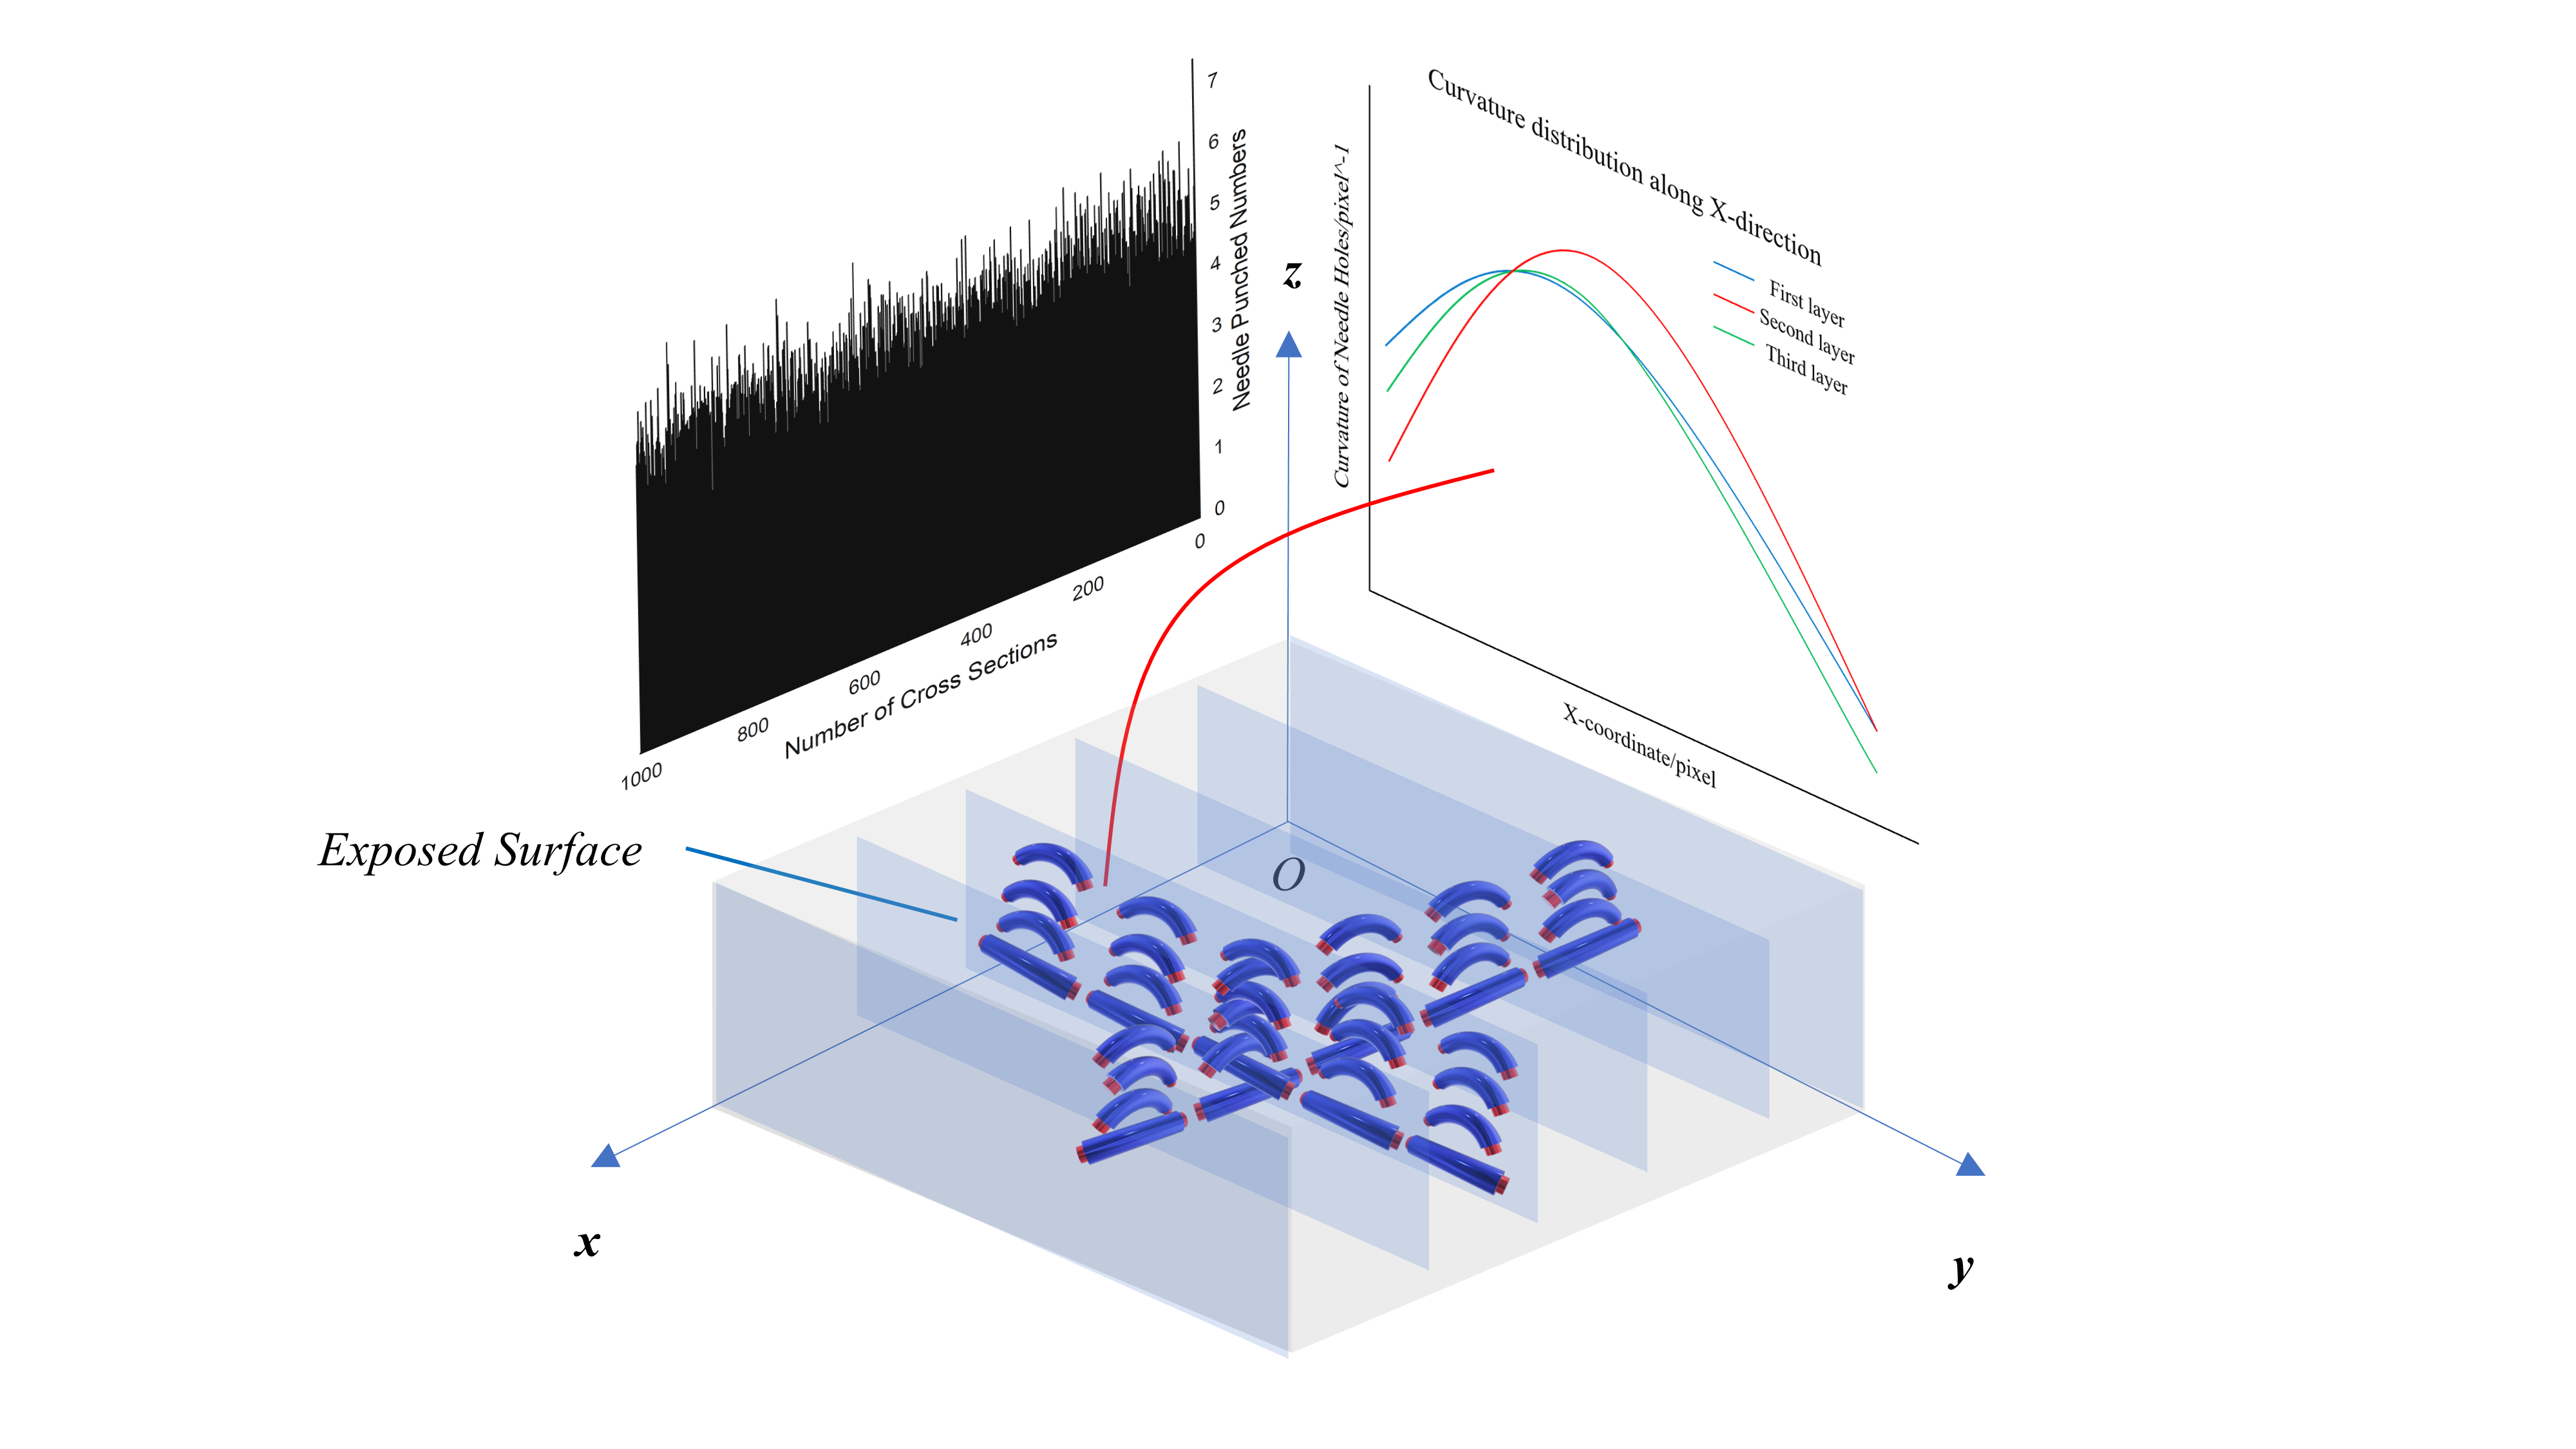 7
6
5
4
3
2
1
0
Needle Punched Numbers
0
200
400
600
800
1000
Number of Cross Sections
Curvature distribution along X-direction
First layer
Second layer
Third layer
Curvature of Needle Holes/pixel^-1
X-coordinate/pixel
z
Exposed Surface
O
x
y